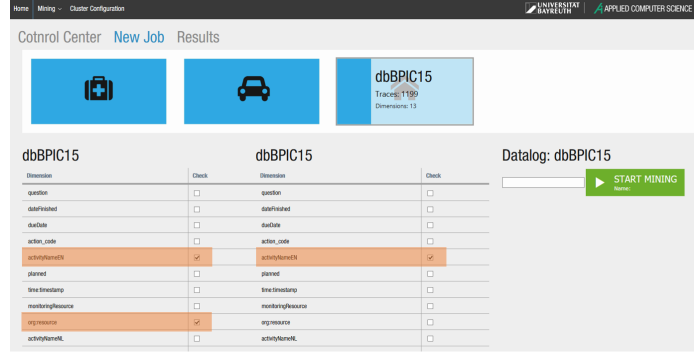 Home Mining Cluster Configuration
UNIVERSITÄT BAYREUTH APPLIED COMPUTER SCIENCE
Cotnrol Center New Job Results
dbBPIC15
Traces: 1199
Dimensions: 13
dbBPIC15 dbBPIC15 Datalog: dbBPIC15
Dimension Check Dimension Check
START MINING
Name:
question question
dateFinished dateFinished
dueDate dueDate
action_code action_code
activityNameEN activityNameEN
planned planned
time:timestamp time:timestamp
monitoringResource monitoringResource
org:resource org:resource
activityNameNL activityNameNL